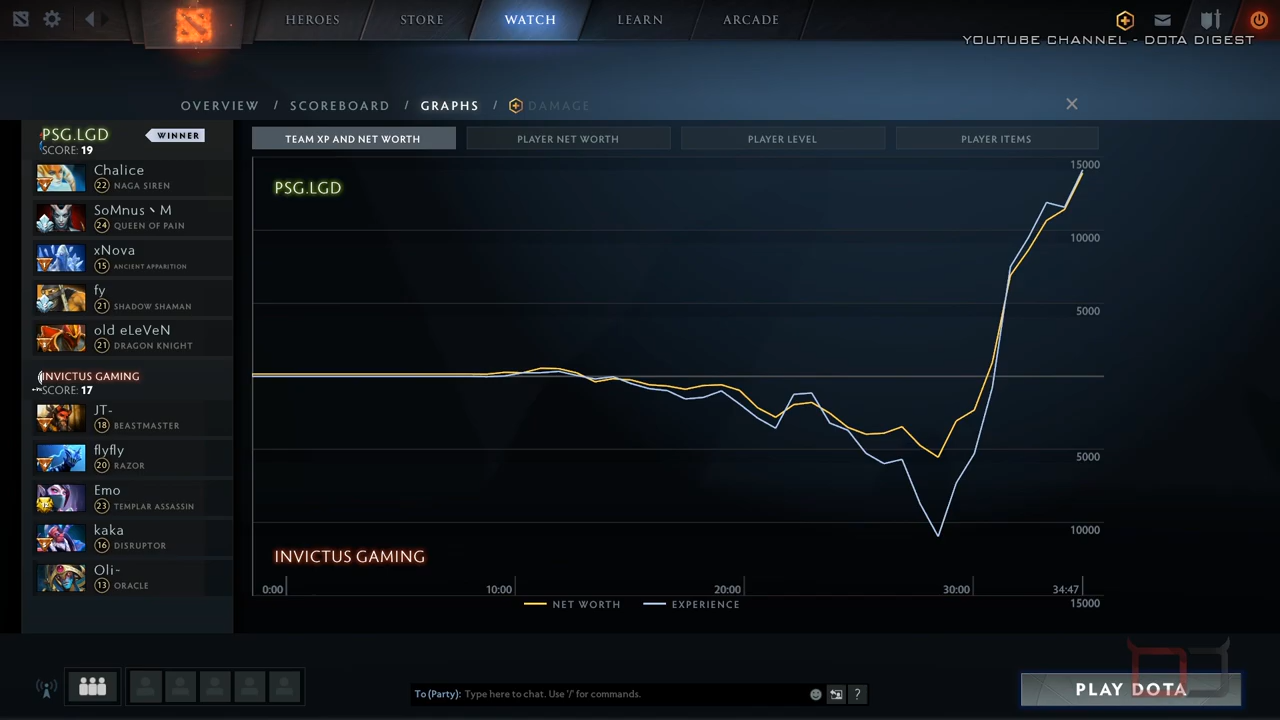 HEROES
STORE
WATCH
LEARN
ARCADE
YOUTUBE CHANNEL - DOTA DIGEST
OVERVIEW / SCOREBOARD / GRAPHS / DAMAGE
PSG.LGD
WINNER
SCORE: 19
Chalice
22 NAGA SIREN
SoMnus丶M
24 QUEEN OF PAIN
xNova
15 ANCIENT APPARITION
fy
21 SHADOW SHAMAN
old eLeVeN
21 DRAGON KNIGHT
INVICTUS GAMING
SCORE: 17
JT-
18 BEASTMASTER
flyfly
20 RAZOR
Emo
23 TEMPLAR ASSASSIN
kaka
16 DISRUPTOR
Oli~
13 ORACLE
TEAM XP AND NET WORTH
PLAYER NET WORTH
PLAYER LEVEL
PLAYER ITEMS
PSG.LGD
15000
10000
5000
5000
10000
15000
INVICTUS GAMING
0:00
10:00
20:00
30:00
34:47
NET WORTH
EXPERIENCE
To (Party): Type here to chat. Use '/' for commands.
?
PLAY DOTA